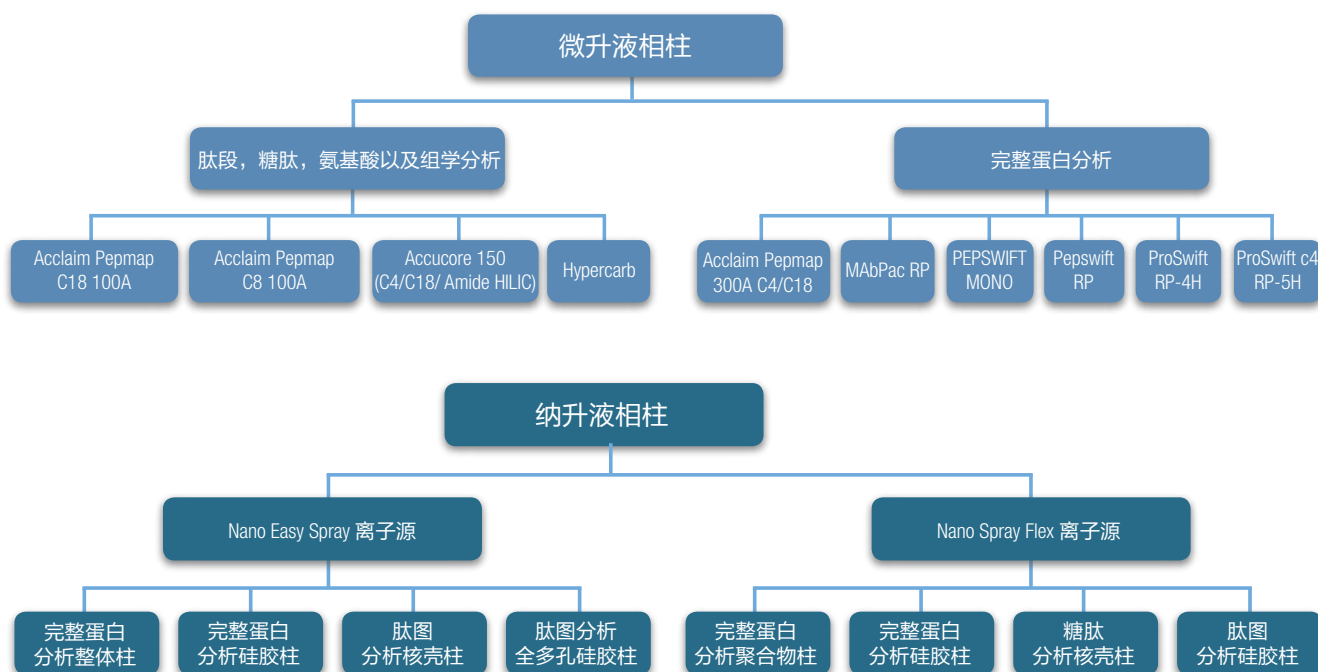 微升液相柱
肽段，糖肽，氨基酸以及组学分析
完整蛋白分析
Acclaim Pepmap
C18 100A
Acclaim Pepmap
C8 100A
Accucore 150
(C4/C18/ Amide HILIC)
Hypercarb
Acclaim Pepmap
300A C4/C18
MAbPac RP
PEPSWIFT
MONO
Pepswift
RP
ProSwift
RP-4H
ProSwift c4
RP-5H
纳升液相柱
Nano Easy Spray 离子源
Nano Spray Flex 离子源
完整蛋白
分析整体柱
完整蛋白
分析硅胶柱
肽图
分析核壳柱
肽图分析
全多孔硅胶柱
完整蛋白
分析聚合物柱
完整蛋白
分析硅胶柱
糖肽
分析核壳柱
肽图
分析硅胶柱